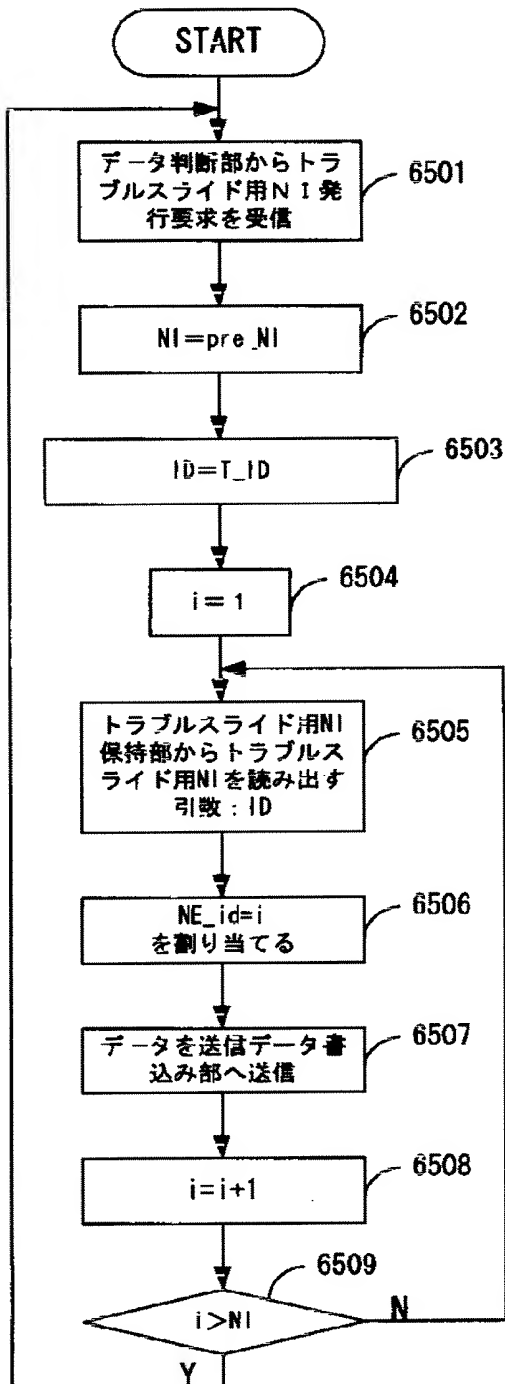 START
データ判断部からトラ
ブルスライド用NI発
行要求を受信
6501
NI=pre_NI
6502
ID=T_ID
6503
i=1
6504
トラブルスライド用NI
保持部からトラブルス
ライド用NIを読み出す
引数:ID
6505
NE_id=i
を割り当てる
6506
データを送信データ書
込み部へ送信
6507
i=i+1
6508
6509
i>NI
N
Y